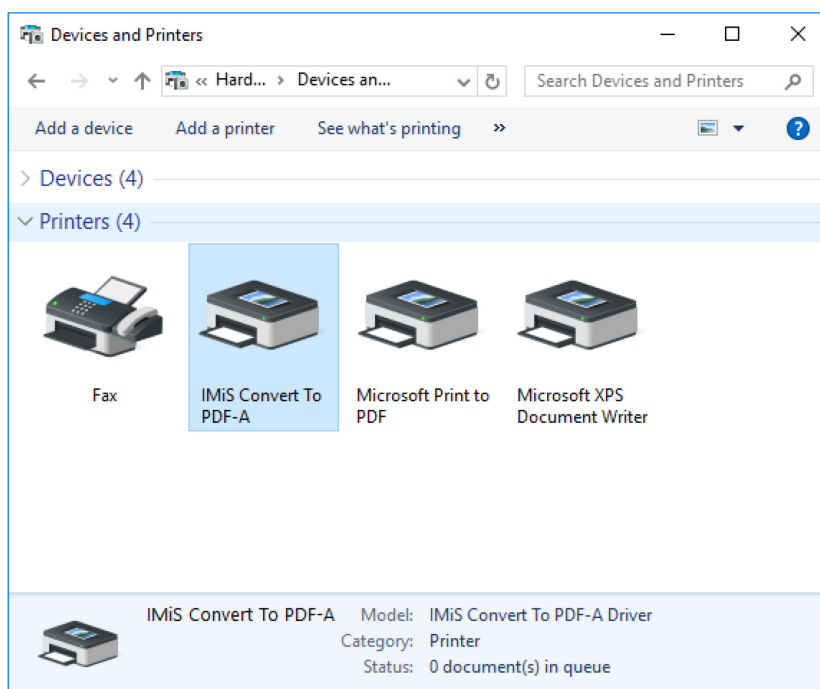 Devices and Printers
« Hard... › Devices an...
Search Devices and Printers
Add a device
Add a printer
See what's printing
»
?
Devices (4)
Printers (4)
Fax
IMiS Convert To
PDF-A
Microsoft Print to
PDF
Microsoft XPS
Document Writer
IMiS Convert To PDF-A
Model: IMiS Convert To PDF-A Driver
Category: Printer
Status: 0 document(s) in queue